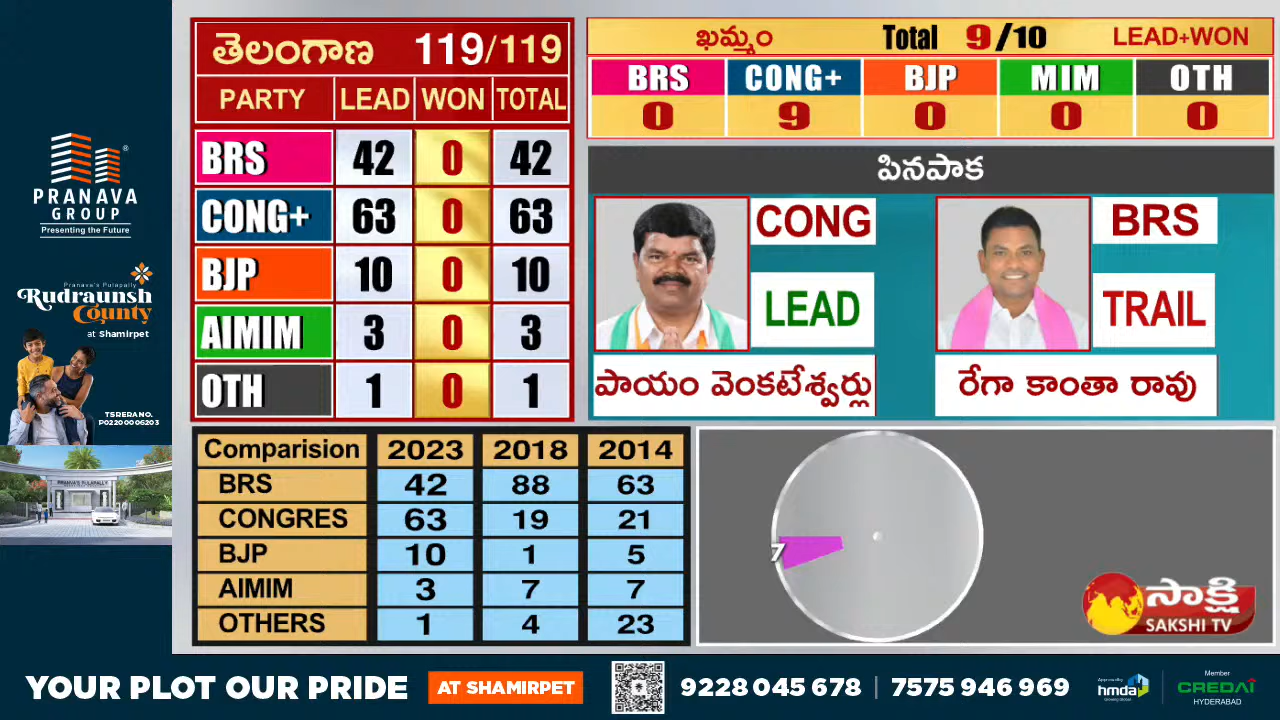 తెలంగాణ 119/119
PARTY LEAD WON TOTAL
BRS 42 0 42
CONG+ 63 0 63
BJP 10 0 10
AIMIM 3 0 3
OTH 1 0 1
ఖమ్మం Total 9/10 LEAD+WON
BRS CONG+ BJP MIM OTH
0 9 0 0 0
పినపాక
CONG
LEAD
పాయం వెంకటేశ్వర్లు
BRS
TRAIL
రేగా కాంతా రావు
Comparision 2023 2018 2014
BRS 42 88 63
CONGRES 63 19 21
BJP 10 1 5
AIMIM 3 7 7
OTHERS 1 4 23
7
సాక్షి
SAKSHI TV
PRANAVA
GROUP
Presenting the Future
Pranava's Pulapally
Rudraunsh
County
at Shamirpet
TSRERA NO.
P02200006203
YOUR PLOT OUR PRIDE AT SHAMIRPET 9228 045 678 | 7575 946 969
Approved by
hmda
Member
CREDAI
HYDERABAD